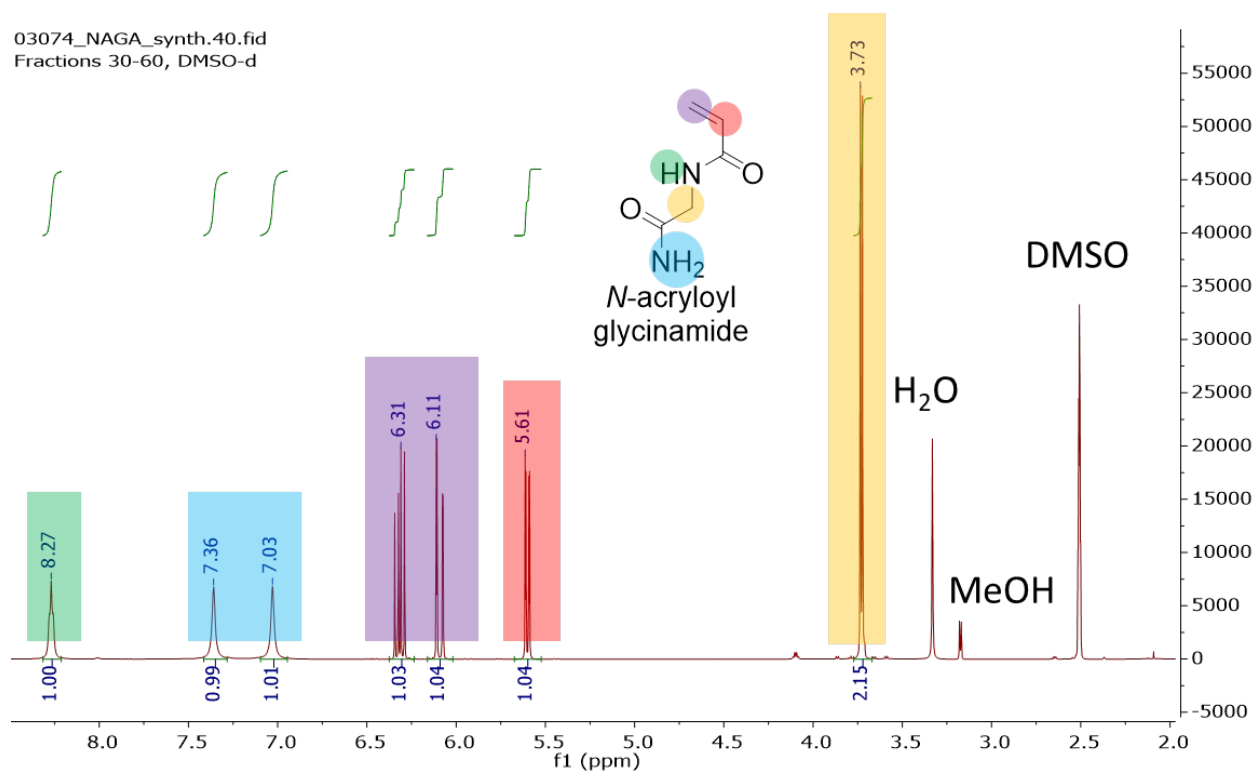 03074_NAGA_synth.40.fid
Fractions 30-60, DMSO-d
3.73
55000
50000
45000
40000
35000
30000
25000
20000
15000
10000
5000
0
-5000
HN
O
O
NH2
N-acryloyl
glycinamide
DMSO
H2O
MeOH
8.27
7.36
7.03
6.31
6.11
5.61
1.00
0.99
1.01
1.03
1.04
1.04
2.15
8.0 7.5 7.0 6.5 6.0 5.5 5.0 4.5 4.0 3.5 3.0 2.5 2.0
f1 (ppm)